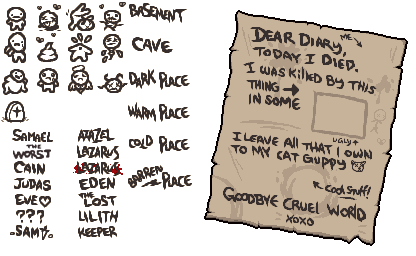 BASEMENT
CAVE
DARK PLACE
WARM PLACE
COLD PLACE
BARREN PLACE
SAMAEL
THE
WORST
CAIN
JUDAS
EVE♡
???
SAM
AZAZEL
LAZARUS
LAZARUS
EDEN
THE
LOST
LILITH
KEEPER
DEAR DIARY,
ME
TODAY I DIED.
I WAS KILLED BY THIS
THING →
IN SOME
UGLY↑
I LEAVE ALL THAT I OWN
TO MY CAT GUPPY
↖ COOL STUFF!
GOODBYE CRUEL WORLD
XOXO